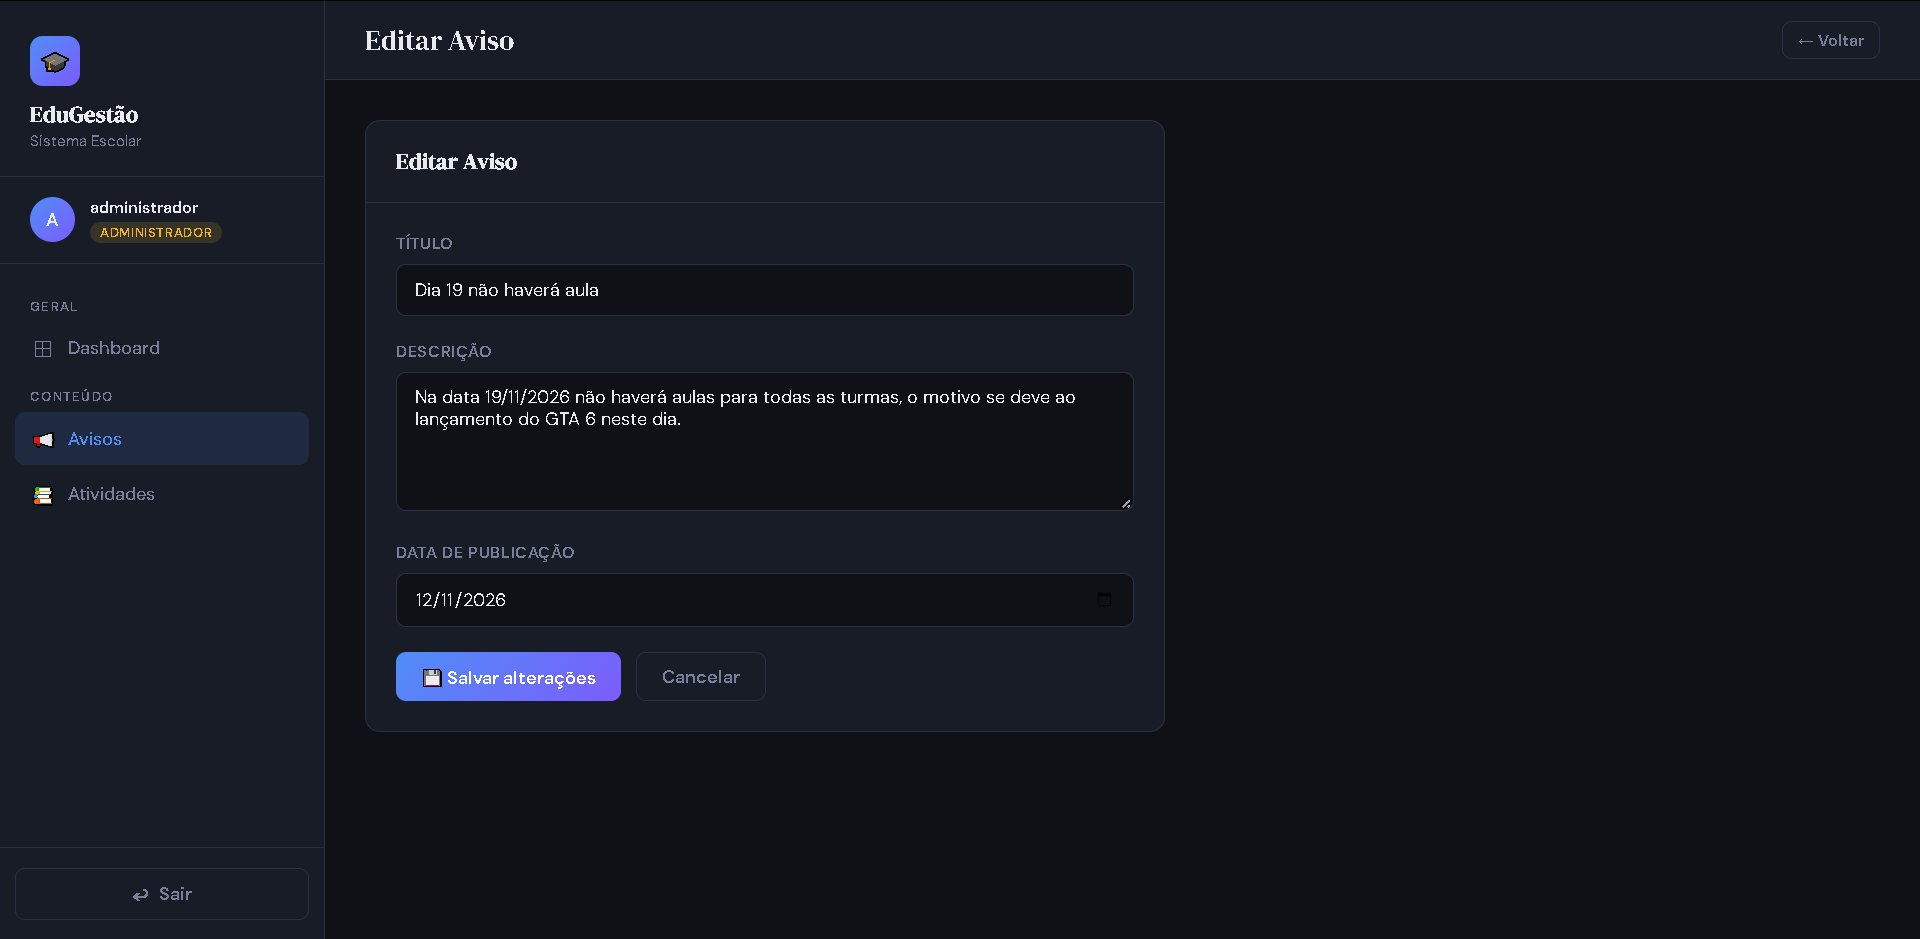 EduGestão
Sistema Escolar
A
administrador
ADMINISTRADOR
GERAL
Dashboard
CONTEÚDO
Avisos
Atividades
Sair
Editar Aviso
← Voltar
Editar Aviso
TÍTULO
Dia 19 não haverá aula
DESCRIÇÃO
Na data 19/11/2026 não haverá aulas para todas as turmas, o motivo se deve ao
lançamento do GTA 6 neste dia.
DATA DE PUBLICAÇÃO
12/11/2026
Salvar alterações
Cancelar